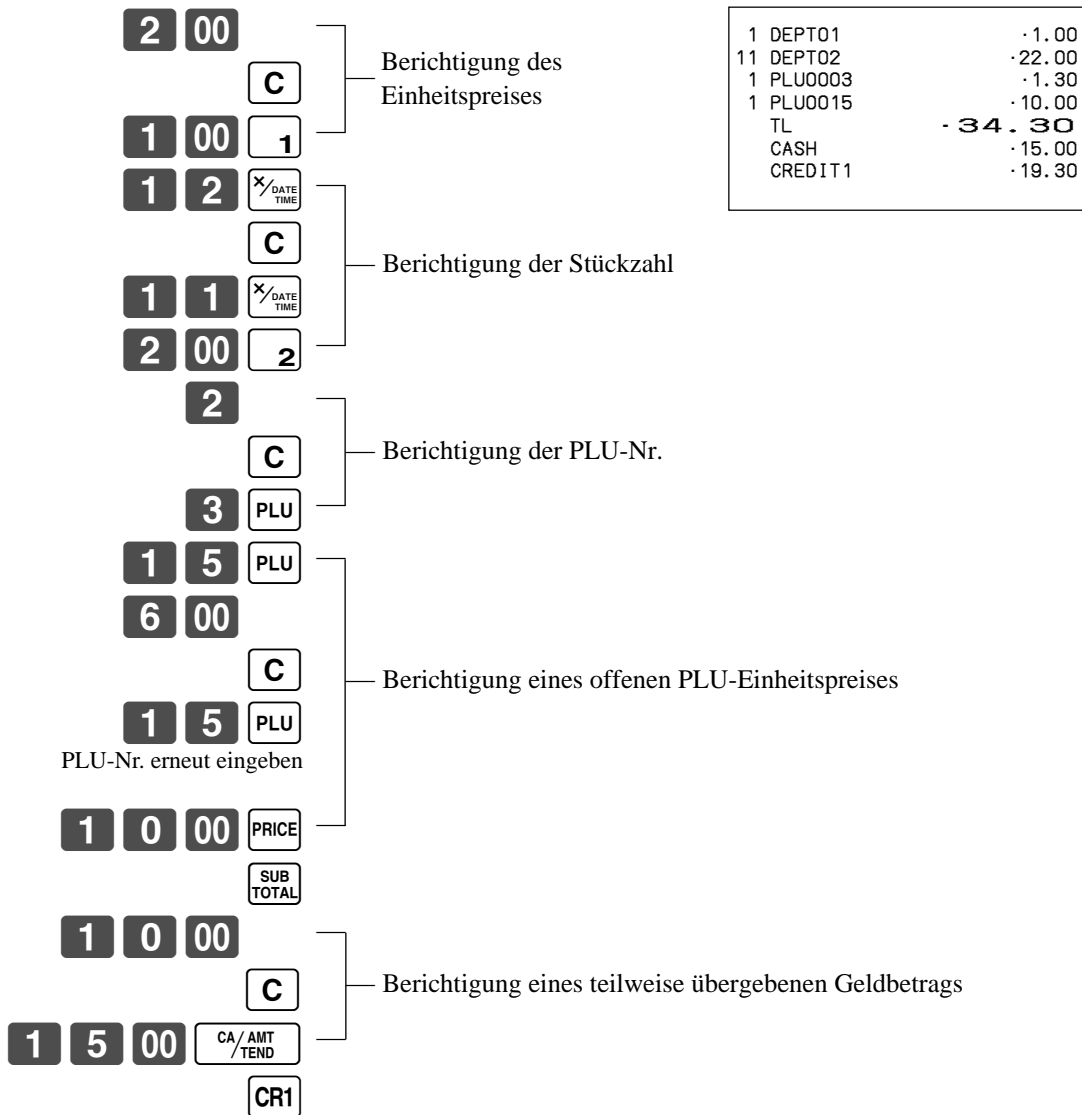 2 00
C
Berichtigung des
Einheitspreises
1 00 1
1 2 ×/DATE TIME
C
Berichtigung der Stückzahl
1 1 ×/DATE TIME
2 00 2
2
C
Berichtigung der PLU-Nr.
3 PLU
1 5 PLU
6 00
C
Berichtigung eines offenen PLU-Einheitspreises
1 5 PLU
PLU-Nr. erneut eingeben
1 0 00 PRICE
SUB
TOTAL
1 0 00
C
Berichtigung eines teilweise übergebenen Geldbetrags
1 5 00 CA/AMT /TEND
CR1
1 DEPT01 ·1.00
11 DEPT02 ·22.00
1 PLU0003 ·1.30
1 PLU0015 ·10.00
TL ·34.30
CASH ·15.00
CREDIT1 ·19.30